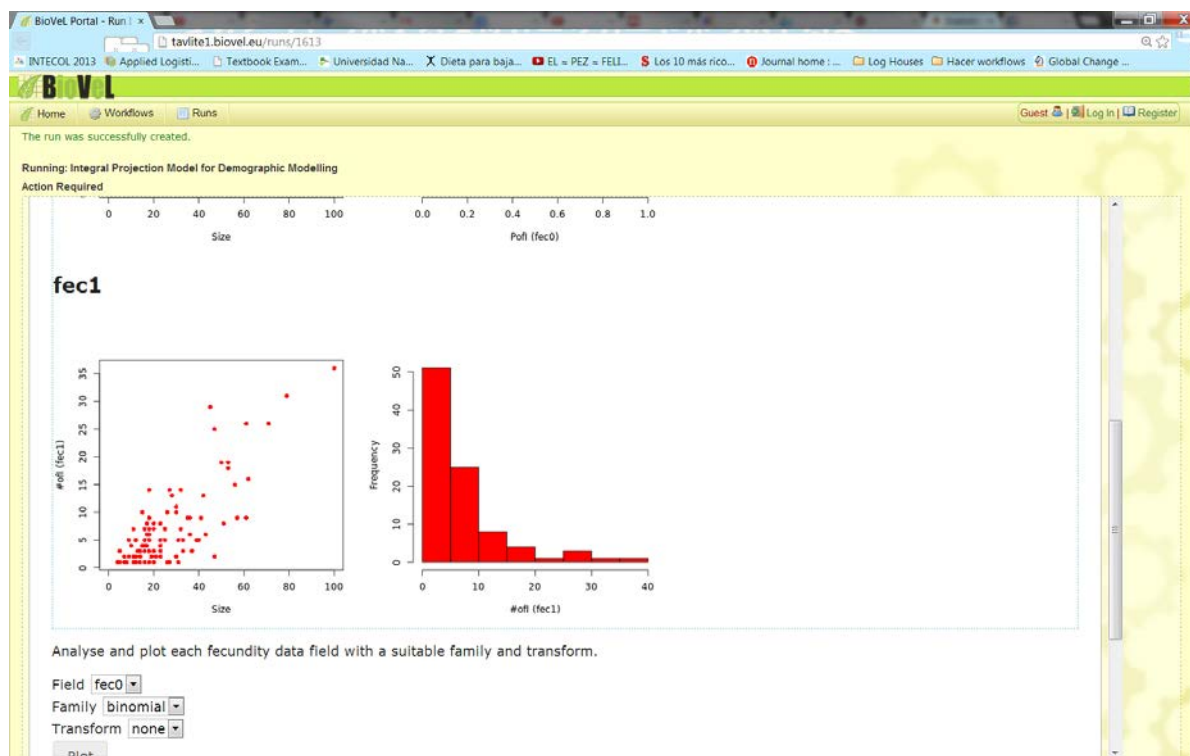 BioVeL Portal - Run I
tavlite1.biovel.eu/runs/1613
INTECOL 2013 Applied Logisti... Textbook Exam... Universidad Na... Dieta para baja... EL = PEZ = FELI... Los 10 más rico... Journal home : ... Log Houses Hacer workflows Global Change ...
BioVeL
Home Workflows Runs Guest | Log In | Register
The run was successfully created.
Running: Integral Projection Model for Demographic Modelling
Action Required
0 20 40 60 80 100 0.0 0.2 0.4 0.6 0.8 1.0
Size PofI (fec0)
fec1
#ofI (fec1)
0 5 10 15 20 25 30 35
0 20 40 60 80 100
Size
Frequency
0 10 20 30 40 50
0 10 20 30 40
#ofI (fec1)
Analyse and plot each fecundity data field with a suitable family and transform.
Field fec0
Family binomial
Transform none
Plot